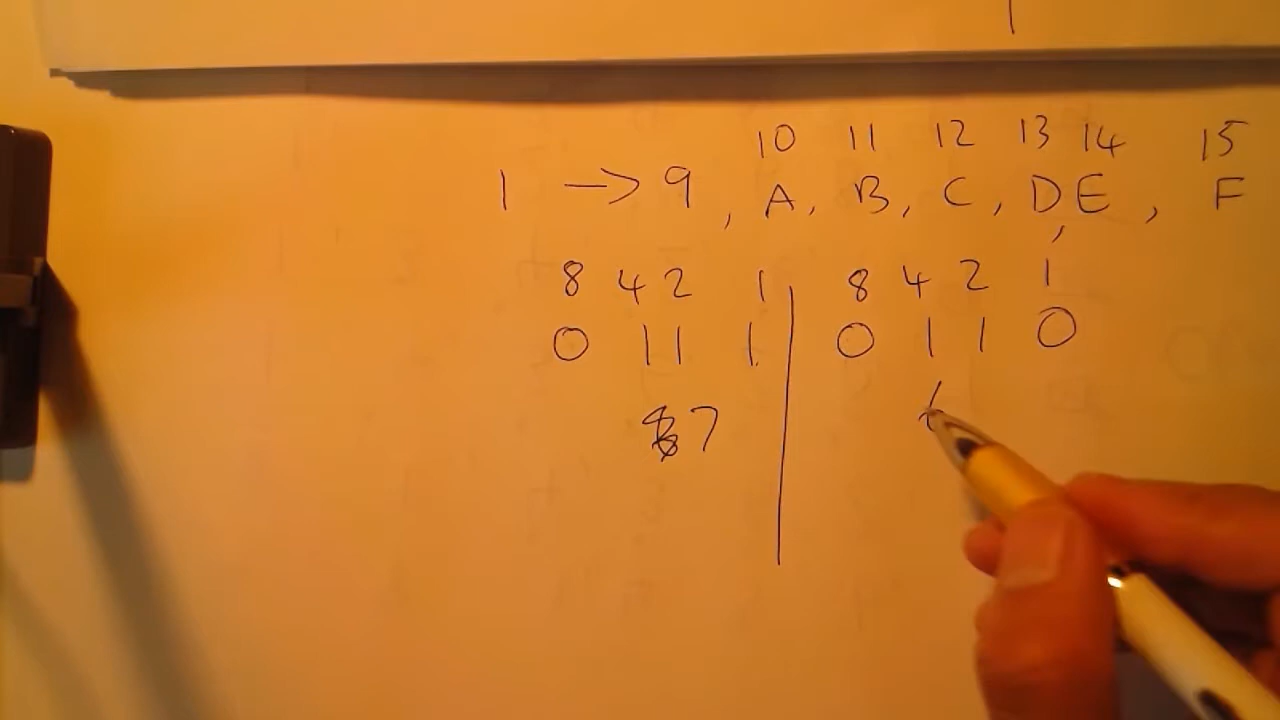 10 11 12 13 14 15
1 -> 9, A, B, C, D, E, F
8 4 2 1 8 4 2 1
0 1 1 1 0 1 1 0
7